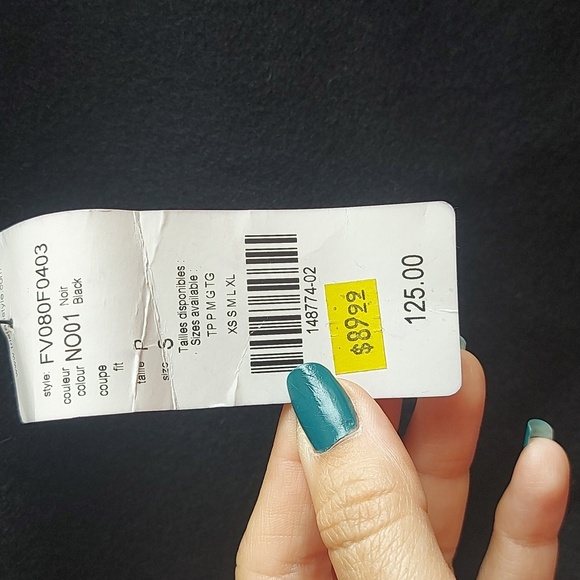 style: FV080F0403
couleur NO01 Noir
colour Black
coupe
fit
taille P
size S
Tailles disponibles :
Sizes available :
TP P M G TG
XS S M L XL
148774-02
$89.99
125.00